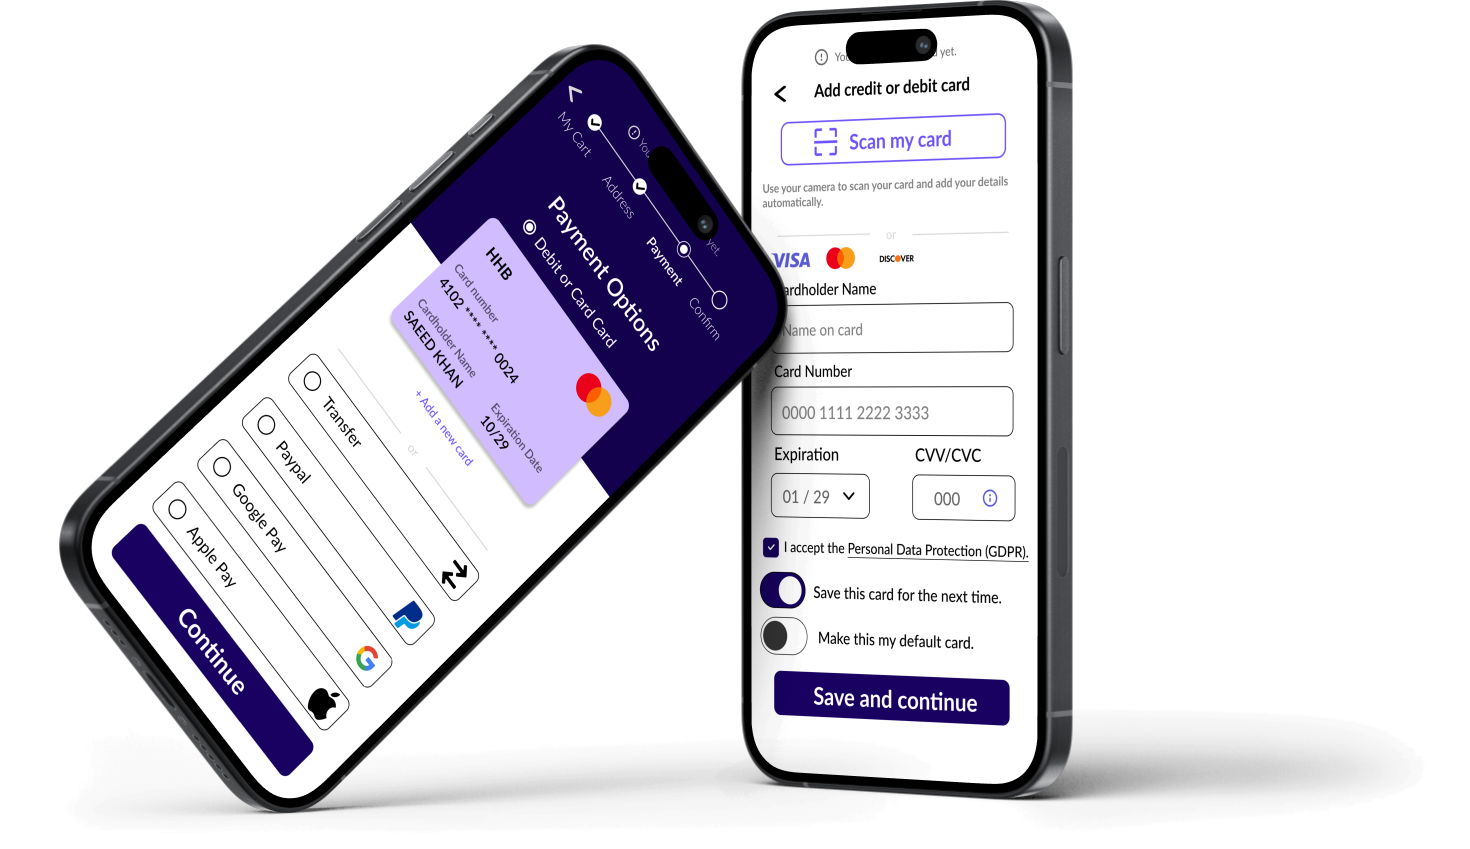 You
yet.
My Cart
Address
Payment
Confirm
Payment Options
Debit or Card Card
HHB
Card number
4102 **** **** 0024
Cardholder Name
SAEED KHAN
Expiration Date
10/29
+ Add a new card
or
Transfer
Paypal
Google Pay
Apple Pay
Continue
yet.
Add credit or debit card
Scan my card
Use your camera to scan your card and add your details
automatically.
or
VISA
DISCOVER
ardholder Name
Name on card
Card Number
0000 1111 2222 3333
Expiration
CVV/CVC
01 / 29
000
I accept the Personal Data Protection (GDPR).
Save this card for the next time.
Make this my default card.
Save and continue